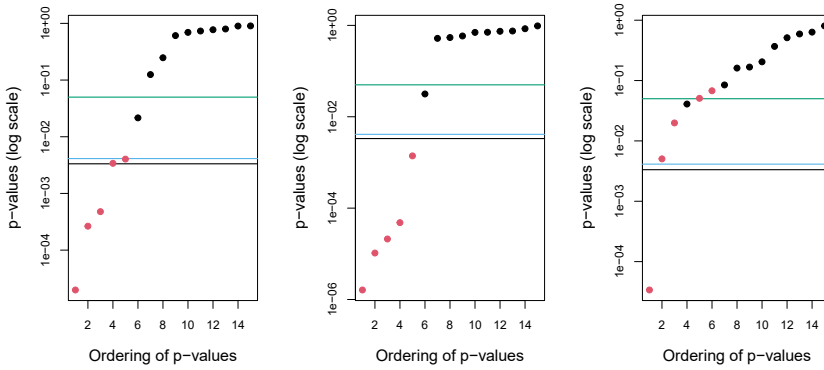 p−values (log scale)
1e−04 1e−03 1e−02 1e−01 1e+00
2 4 6 8 10 12 14
Ordering of p−values
p−values (log scale)
1e−06 1e−04 1e−02 1e+00
2 4 6 8 10 12 14
Ordering of p−values
p−values (log scale)
1e−04 1e−03 1e−02 1e−01 1e+00
2 4 6 8 10 12 14
Ordering of p−values